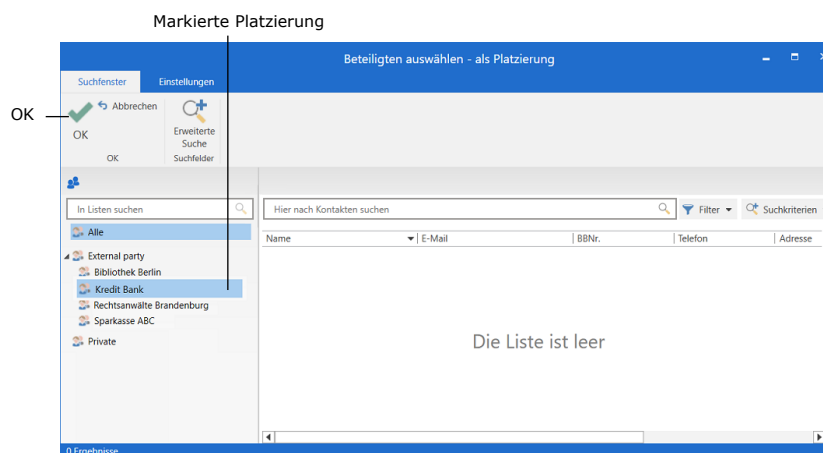 Markierte Platzierung
Beteiligten auswählen - als Platzierung
Suchfenster Einstellungen
OK
Abbrechen
OK
Erweiterte
Suche
OK Suchfelder
In Listen suchen
Hier nach Kontakten suchen Filter Suchkriterien
Alle
Name E-Mail BBNr. Telefon Adresse
External party
Bibliothek Berlin
Kredit Bank
Rechtsanwälte Brandenburg
Sparkasse ABC
Private
Die Liste ist leer
0 Ergebnisse